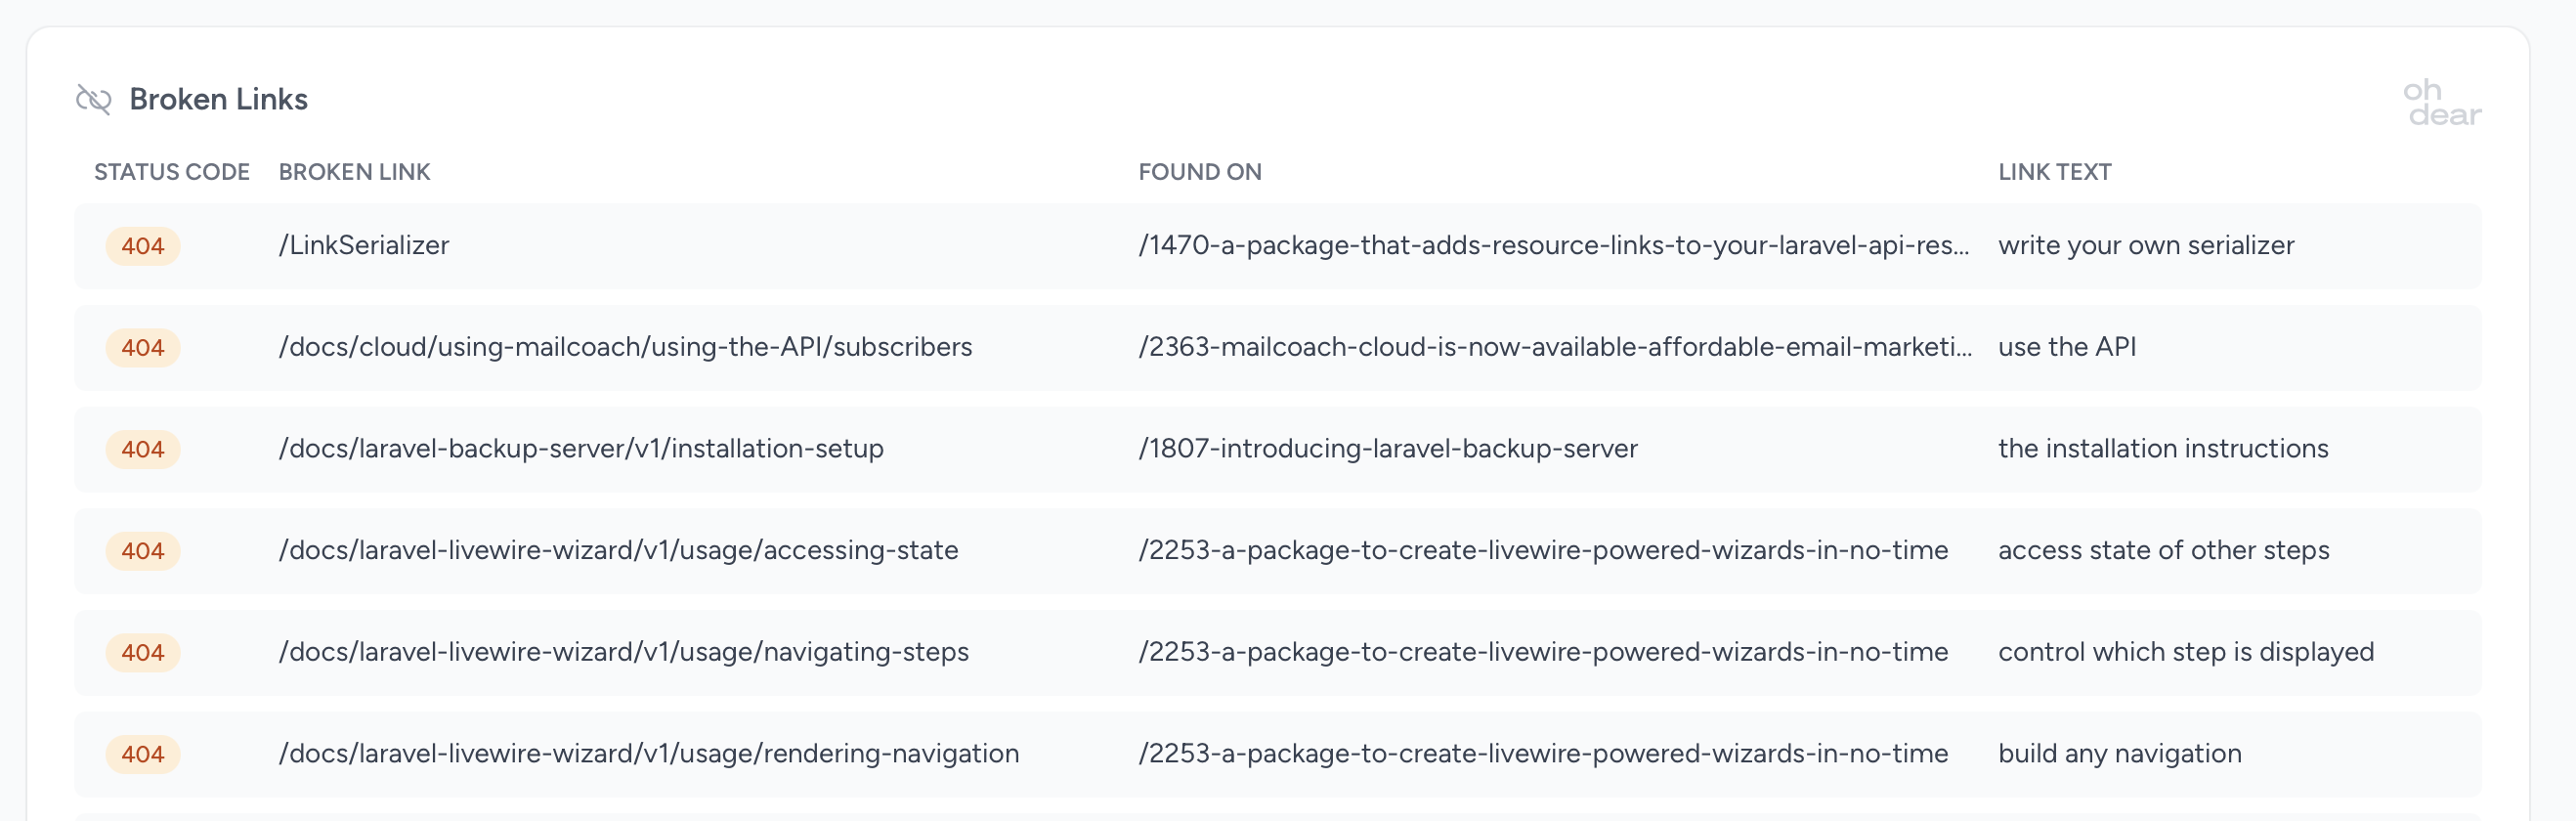 Broken Links
oh
dear
STATUS CODE BROKEN LINK FOUND ON LINK TEXT
404 /LinkSerializer /1470-a-package-that-adds-resource-links-to-your-laravel-api-res... write your own serializer
404 /docs/cloud/using-mailcoach/using-the-API/subscribers /2363-mailcoach-cloud-is-now-available-affordable-email-marketi... use the API
404 /docs/laravel-backup-server/v1/installation-setup /1807-introducing-laravel-backup-server the installation instructions
404 /docs/laravel-livewire-wizard/v1/usage/accessing-state /2253-a-package-to-create-livewire-powered-wizards-in-no-time access state of other steps
404 /docs/laravel-livewire-wizard/v1/usage/navigating-steps /2253-a-package-to-create-livewire-powered-wizards-in-no-time control which step is displayed
404 /docs/laravel-livewire-wizard/v1/usage/rendering-navigation /2253-a-package-to-create-livewire-powered-wizards-in-no-time build any navigation